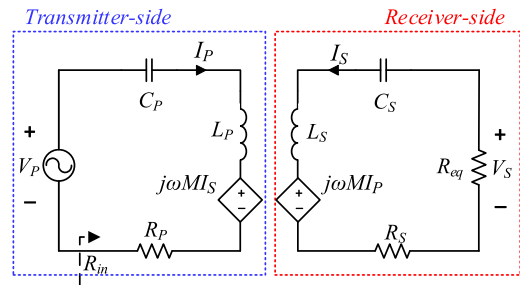 Transmitter-side
Receiver-side
I_P
I_S
C_P
C_S
L_P
L_S
+
V_P
−
jωMI_S
+
−
+
−
jωMI_P
R_eq
+
V_S
−
R_P
R_S
R_in